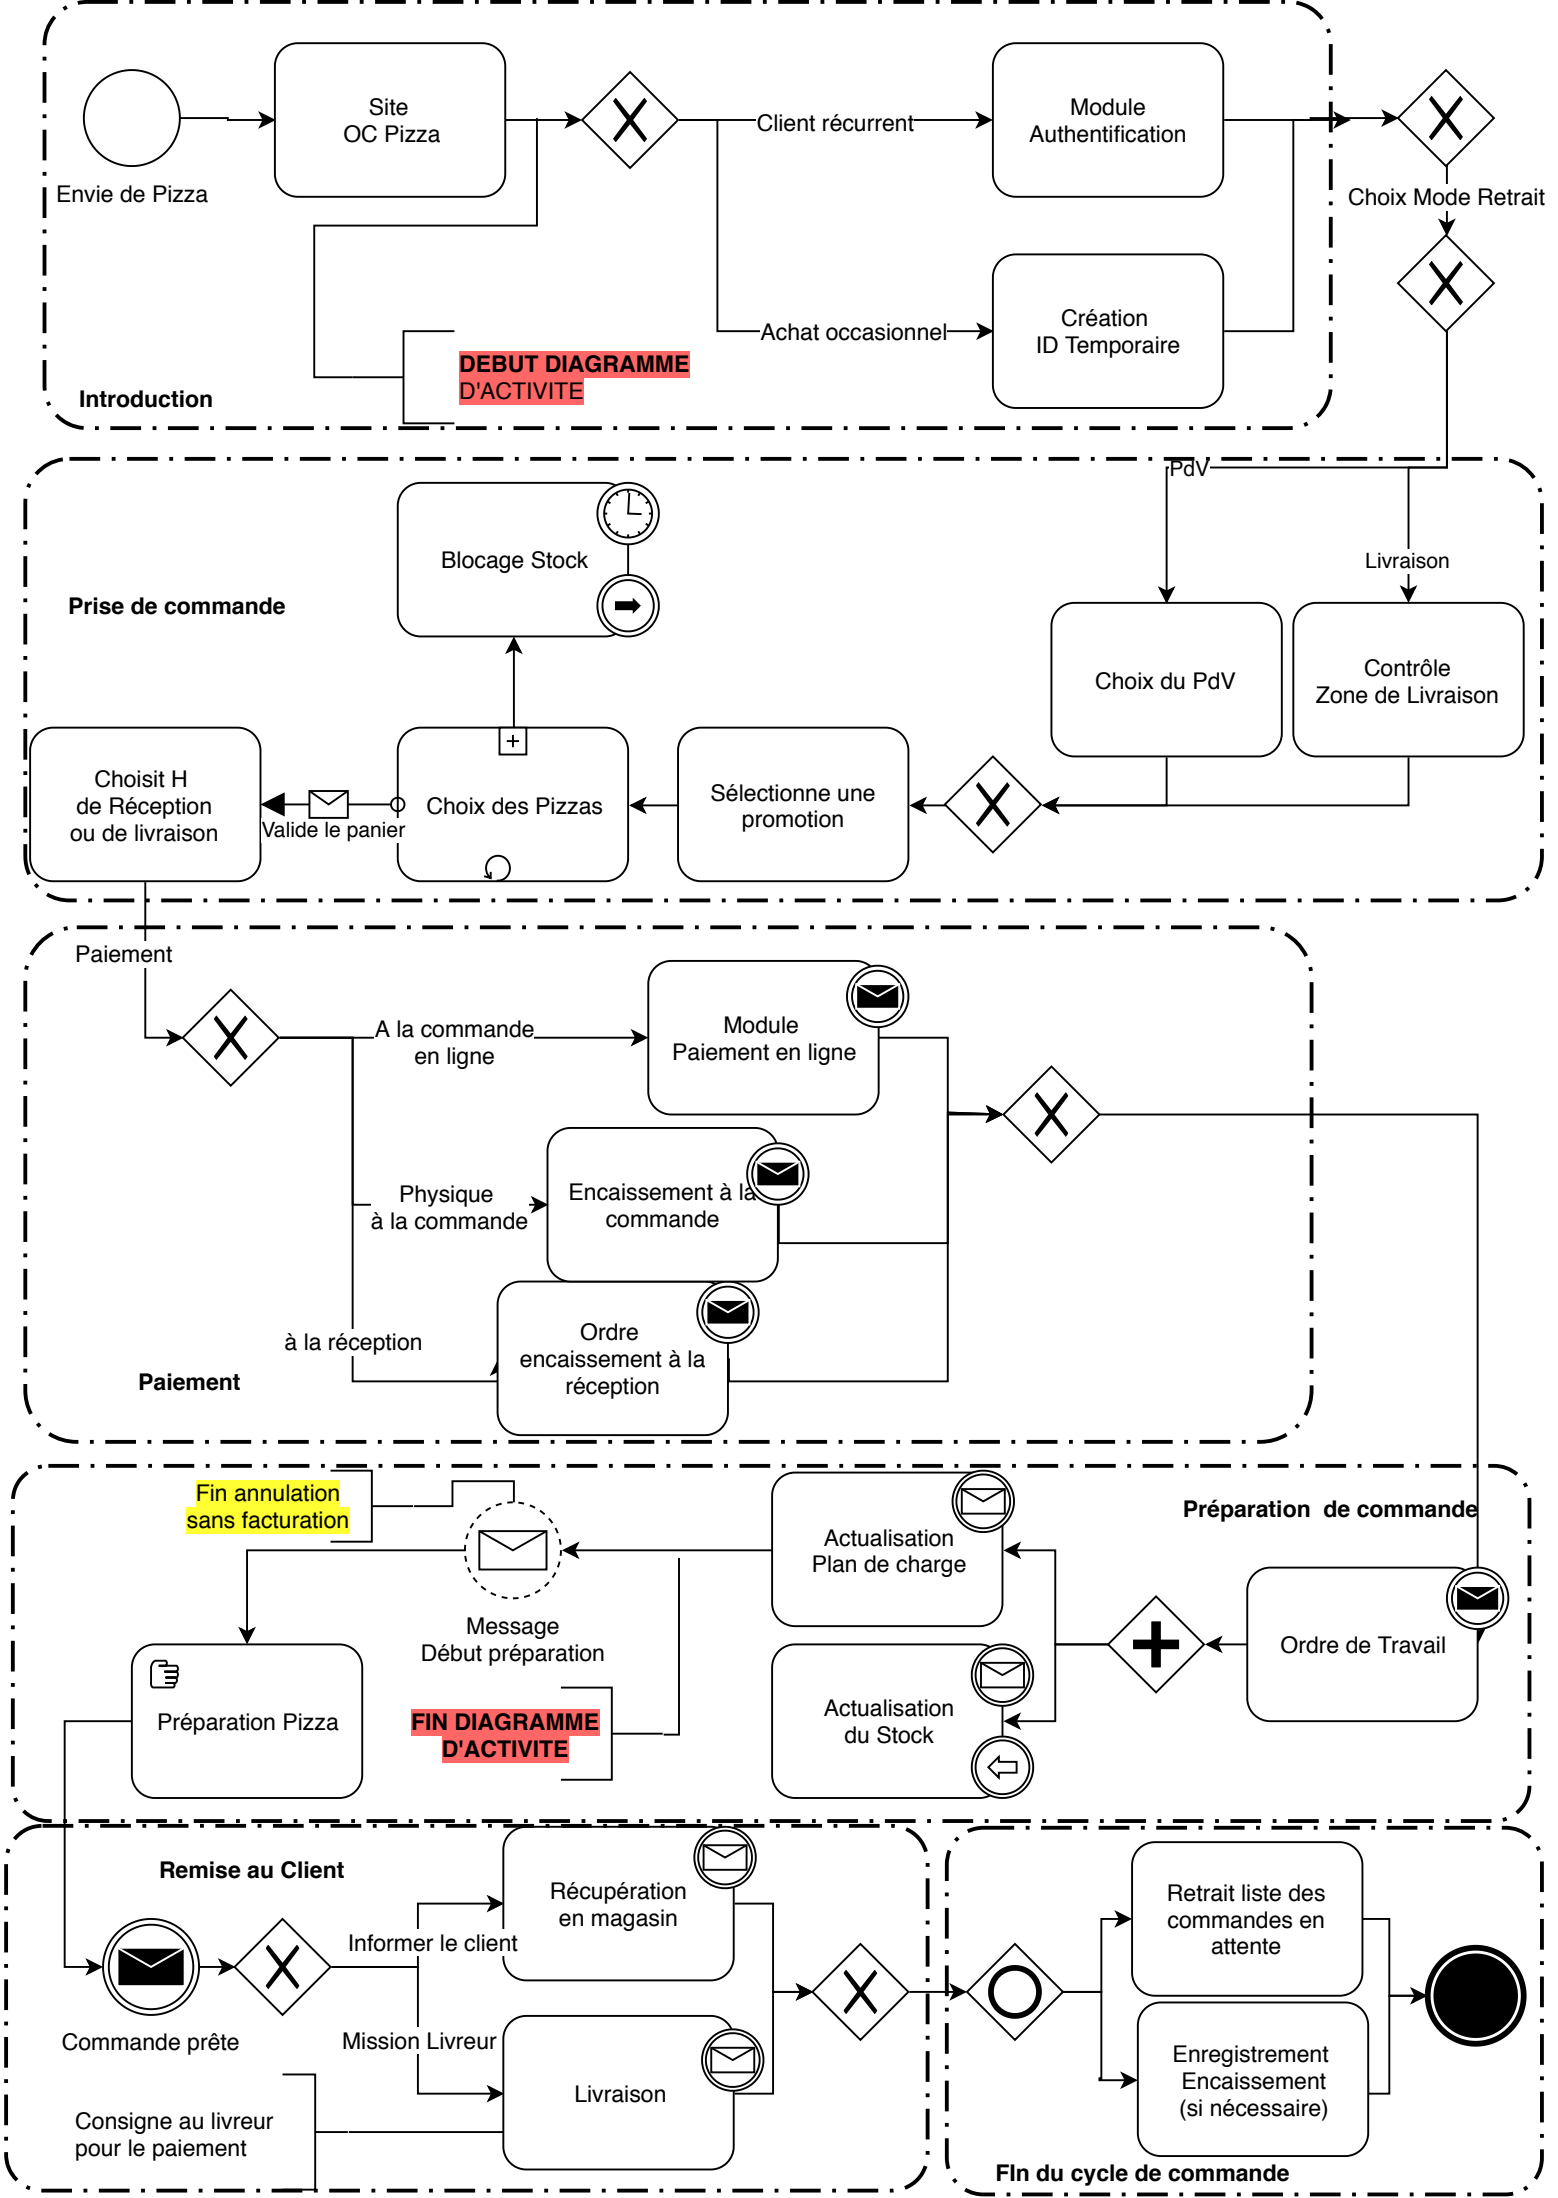 Site
OC Pizza
Envie de Pizza
Client récurrent
Module
Authentification
Choix Mode Retrait
Achat occasionnel
Création
ID Temporaire
DEBUT DIAGRAMME
D'ACTIVITE
Introduction
PdV
Livraison
Blocage Stock
Prise de commande
Choix du PdV
Contrôle
Zone de Livraison
Choisit H
de Réception
ou de livraison
Valide le panier
Choix des Pizzas
Sélectionne une
promotion
Paiement
A la commande
en ligne
Module
Paiement en ligne
Physique
à la commande
Encaissement à la
commande
à la réception
Ordre
encaissement à la
réception
Paiement
Fin annulation
sans facturation
Actualisation
Plan de charge
Préparation  de commande
Message
Début préparation
Ordre de Travail
Préparation Pizza
FIN DIAGRAMME
D'ACTIVITE
Actualisation
du Stock
Remise au Client
Récupération
en magasin
Informer le client
Commande prête
Mission Livreur
Livraison
Consigne au livreur
pour le paiement
Retrait liste des
commandes en
attente
Enregistrement
Encaissement
(si nécessaire)
FIn du cycle de commande